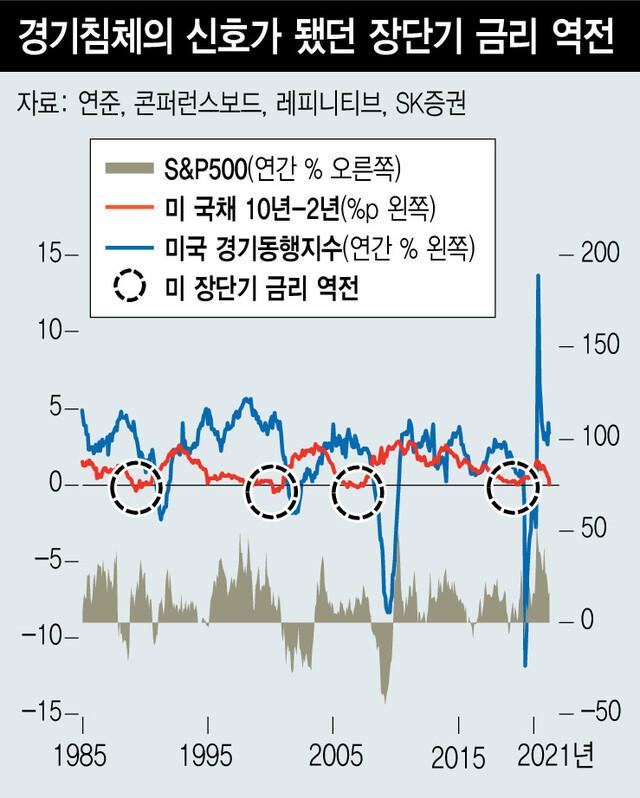 경기침체의 신호가 됐던 장단기 금리 역전
자료: 연준, 콘퍼런스보드, 레피니티브, SK증권
S&P500(연간 % 오른쪽)
미 국채 10년-2년(%p 왼쪽)
미국 경기동행지수(연간 % 왼쪽)
미 장단기 금리 역전
15
10
5
0
-5
-10
-15
200
150
100
50
0
-50
1985
1995
2005
2015
2021년